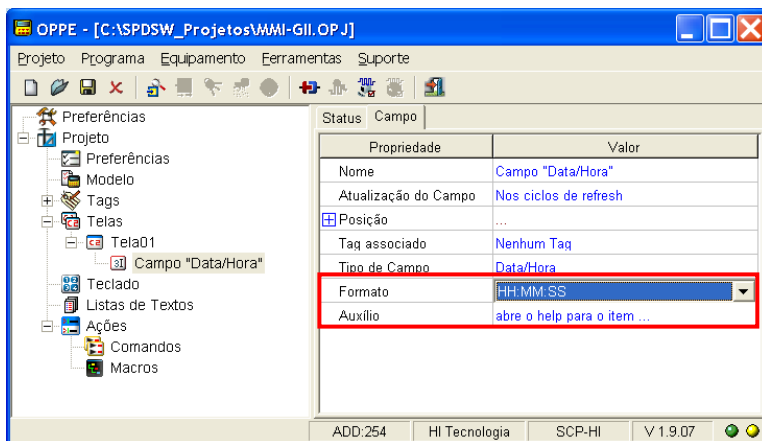 OPPE - [C:\SPDSW_Projetos\MMI-GII.OPJ]
Projeto Programa Equipamento Ferramentas Suporte
Preferências
Projeto
Preferências
Modelo
Tags
Telas
Tela01
Campo "Data/Hora"
Teclado
Listas de Textos
Ações
Comandos
Macros
Status Campo
Propriedade Valor
Nome Campo "Data/Hora"
Atualização do Campo Nos ciclos de refresh
Posição ...
Tag associado Nenhum Tag
Tipo de Campo Data/Hora
Formato HH:MM:SS
Auxílio abre o help para o item ...
ADD:254 HI Tecnologia SCP-HI V 1.9.07